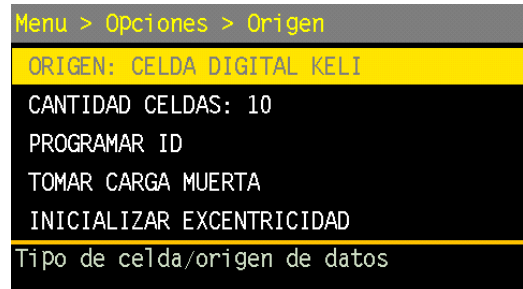 Menu > Opciones > Origen
ORIGEN: CELDA DIGITAL KELI
CANTIDAD CELDAS: 10
PROGRAMAR ID
TOMAR CARGA MUERTA
INICIALIZAR EXCENTRICIDAD
Tipo de celda/origen de datos